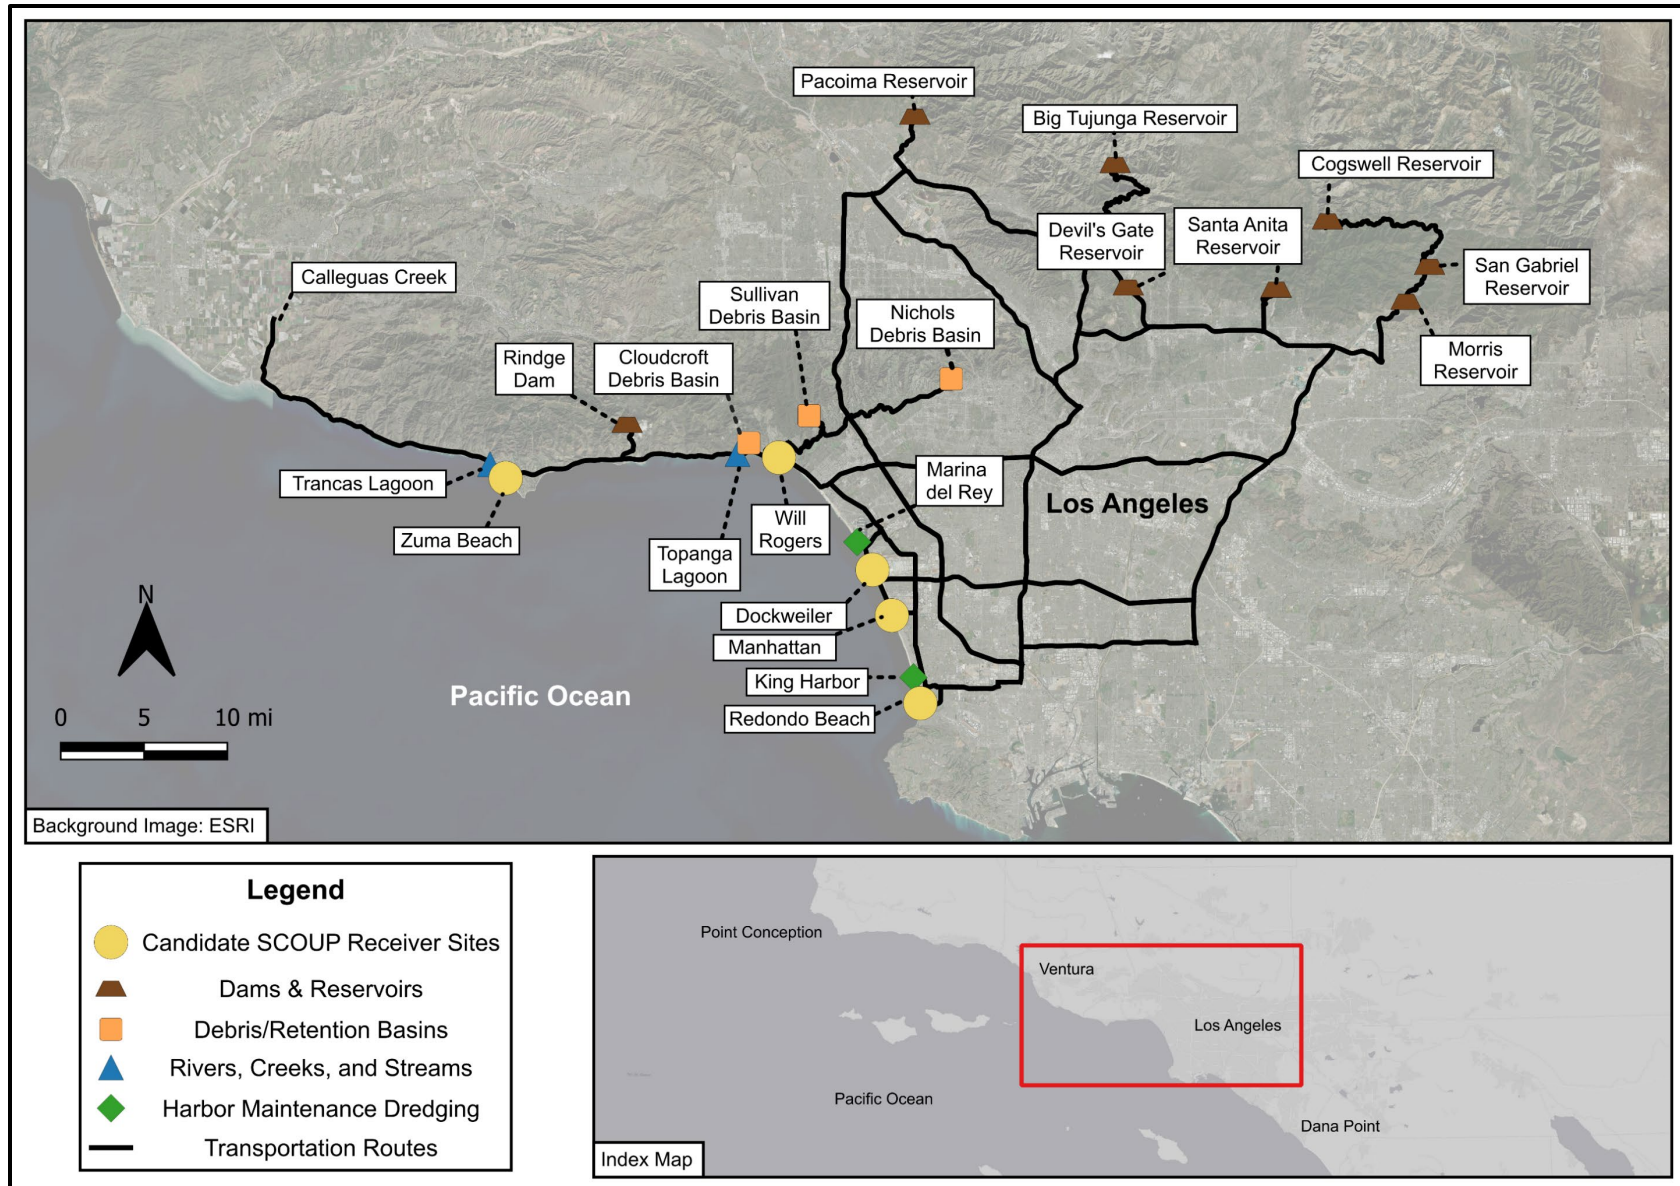 Pacoima Reservoir
Big Tujunga Reservoir
Cogswell Reservoir
Devil's Gate
Reservoir
Santa Anita
Reservoir
San Gabriel
Reservoir
Calleguas Creek
Sullivan
Debris Basin
Nichols
Debris Basin
Rindge
Dam
Cloudcroft
Debris Basin
Morris
Reservoir
Trancas Lagoon
Marina
del Rey
Los Angeles
Zuma Beach
Will
Rogers
Topanga
Lagoon
N
Dockweiler
Manhattan
King Harbor
Pacific Ocean
Redondo Beach
0 5 10 mi
Background Image: ESRI
Legend
Candidate SCOUP Receiver Sites
Dams & Reservoirs
Debris/Retention Basins
Rivers, Creeks, and Streams
Harbor Maintenance Dredging
Transportation Routes
Point Conception
Ventura
Los Angeles
Pacific Ocean
Dana Point
Index Map